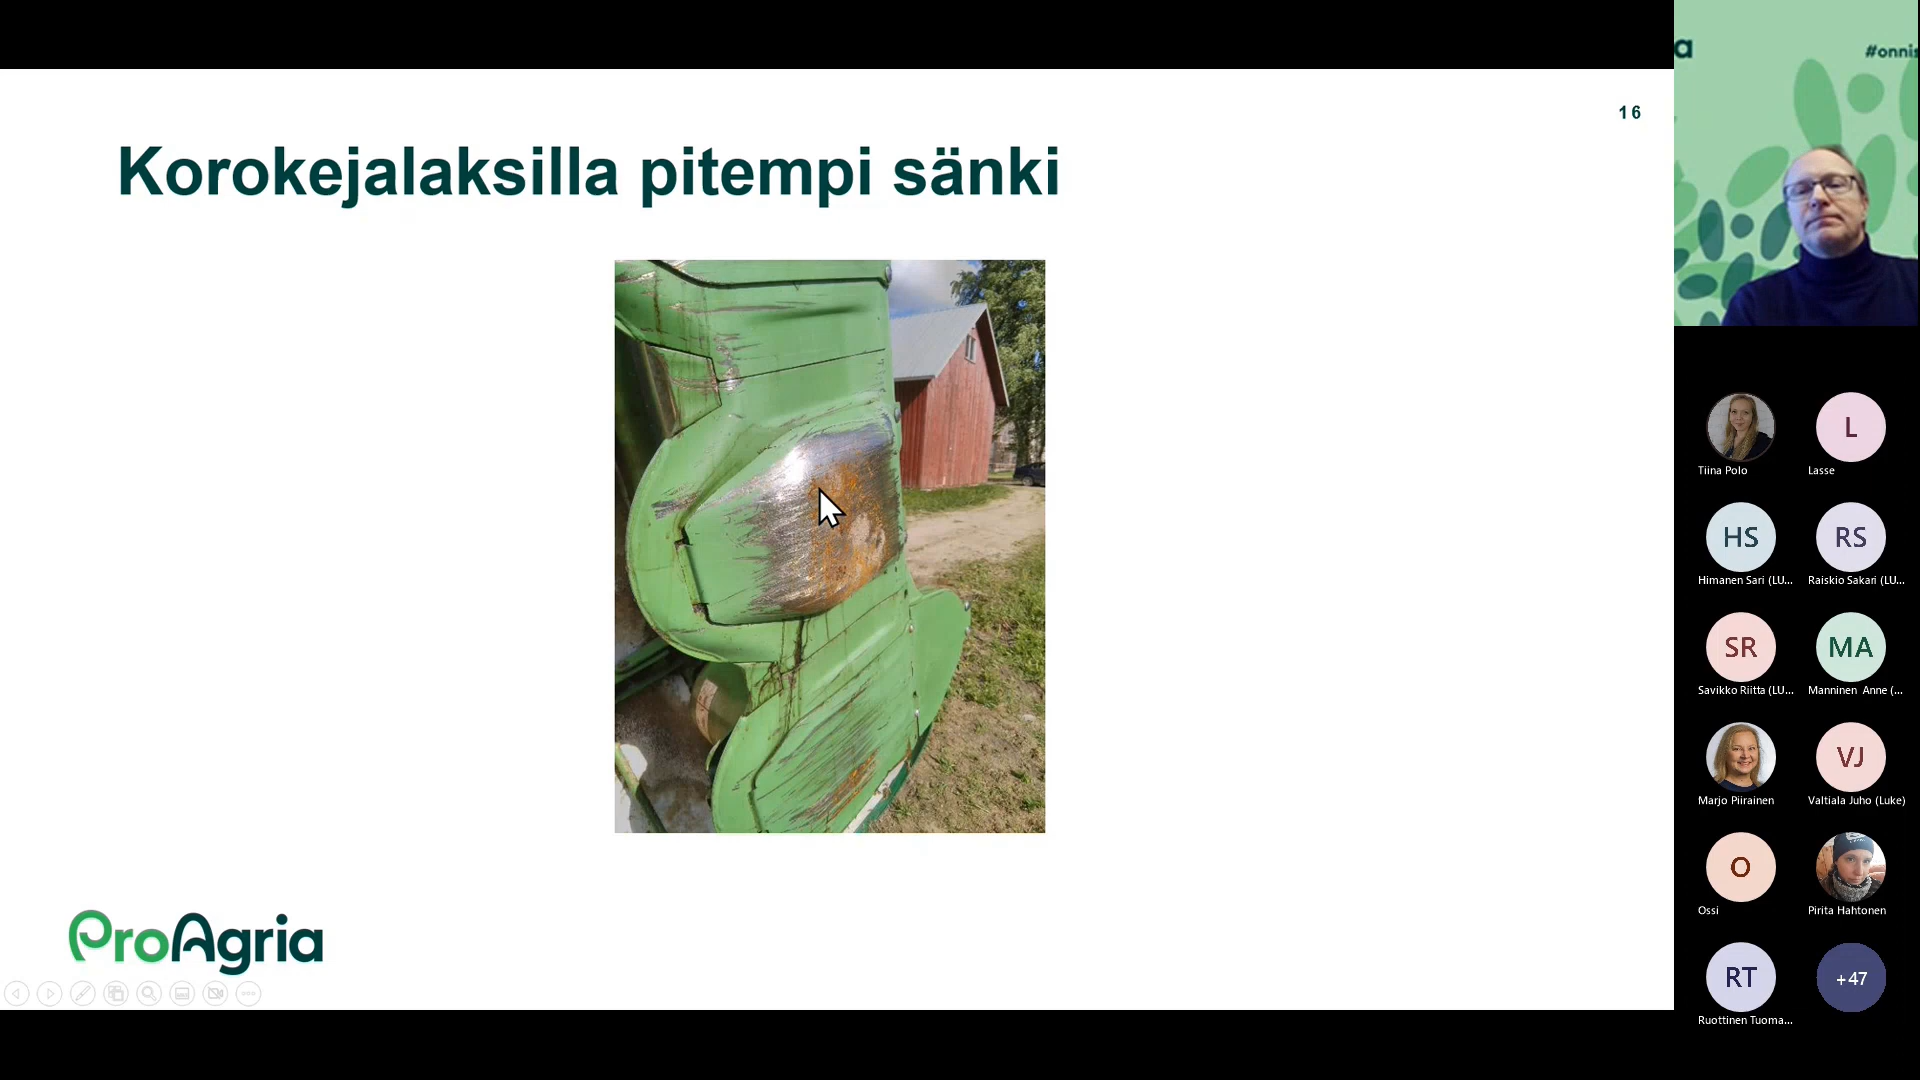 16
Korokejalaksilla pitempi sänki
ProAgria
a
#onnis
Tiina Polo
L
Lasse
HS
Himanen Sari (LU...
RS
Raiskio Sakari (LU...
SR
Savikko Riitta (LU...
MA
Manninen Anne (...
Marjo Piirainen
VJ
Valtiala Juho (Luke)
O
Ossi
Pirita Hahtonen
RT
Ruottinen Tuoma...
+47